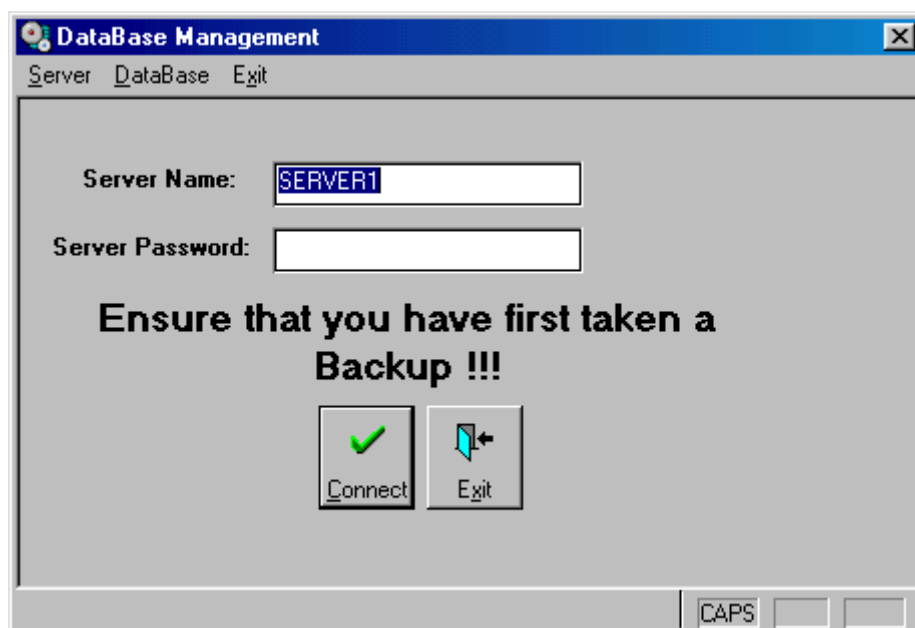 DataBase Management
Server DataBase Exit
Server Name: SERVER1
Server Password:
Ensure that you have first taken a
Backup !!!
Connect Exit
CAPS